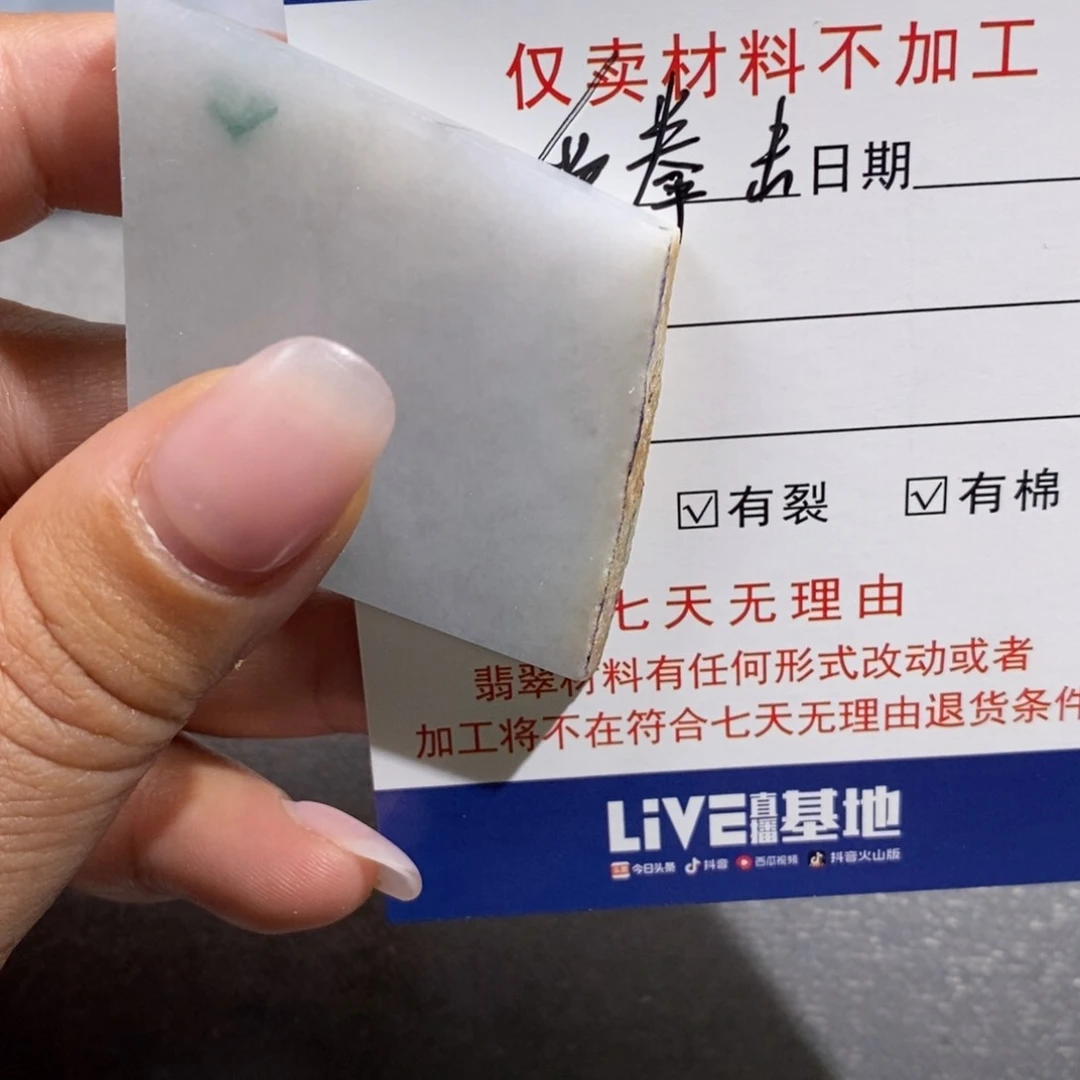 仅卖材料不加工
日期
☑有裂 ☑有棉
七天无理由
翡翠材料有任何形式改动或者
加工将不在符合七天无理由退货条件
LiVE直播基地
头条 今日头条 抖音 西瓜视频 抖音火山版